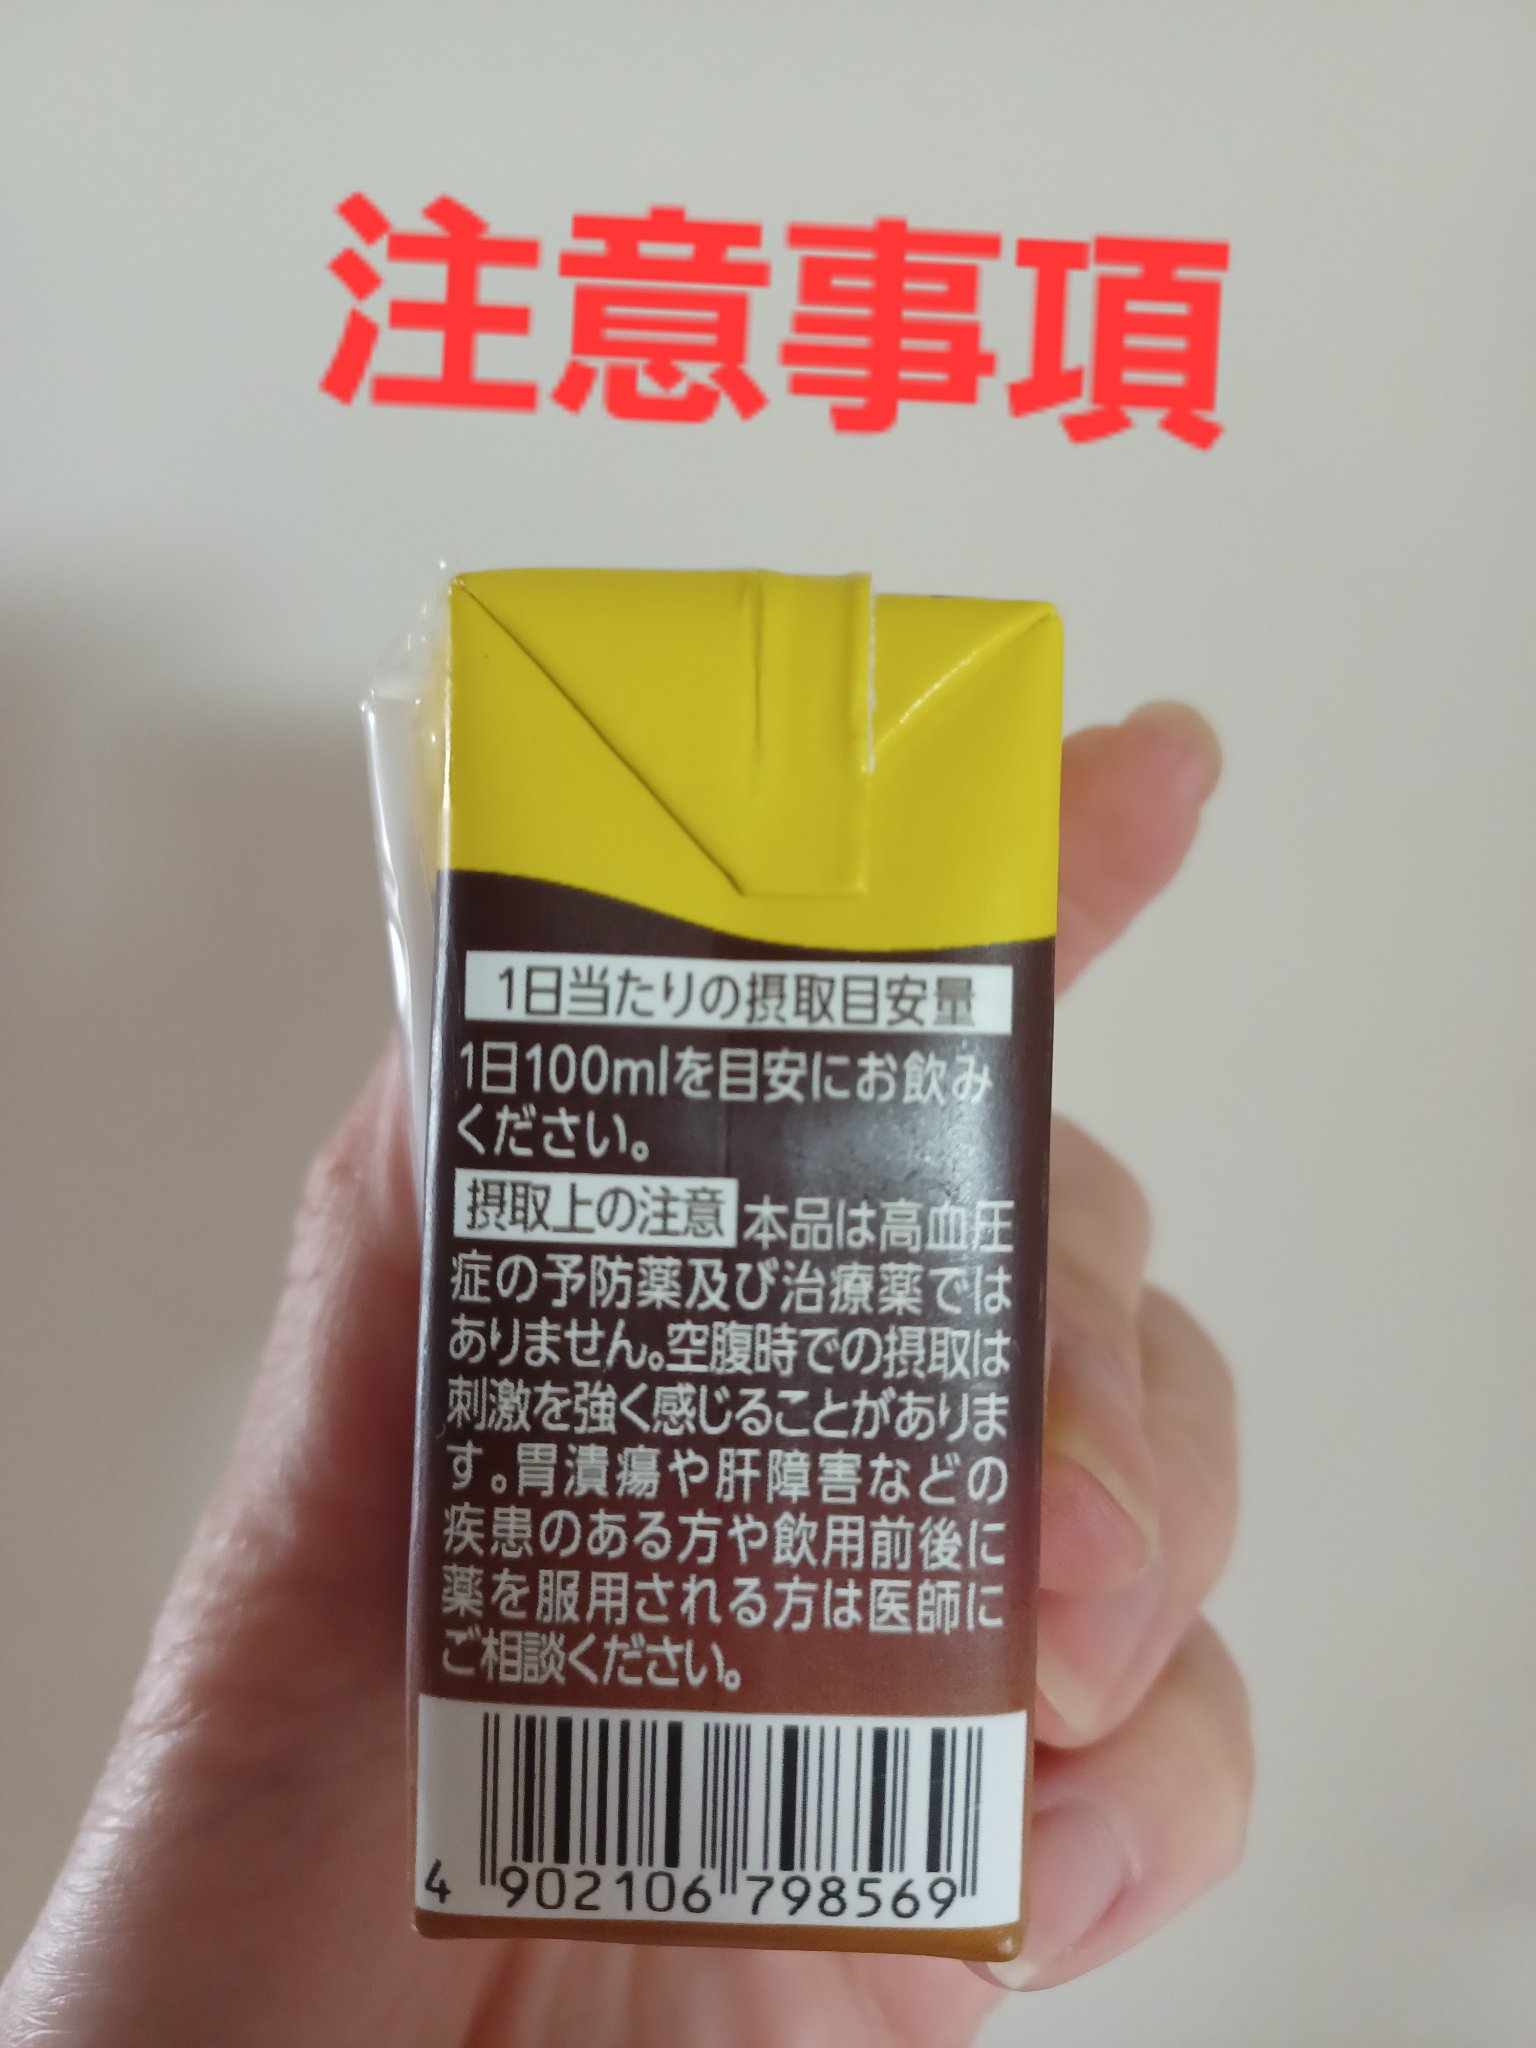 注意事項
1日当たりの摂取目安量
1日100mlを目安にお飲み
ください。
摂取上の注意 本品は高血圧
症の予防薬及び治療薬では
ありません。空腹時での摂取は
刺激を強く感じることがありま
す。胃潰瘍や肝障害などの
疾患のある方や飲用前後に
薬を服用される方は医師に
ご相談ください。
4 902106 798569